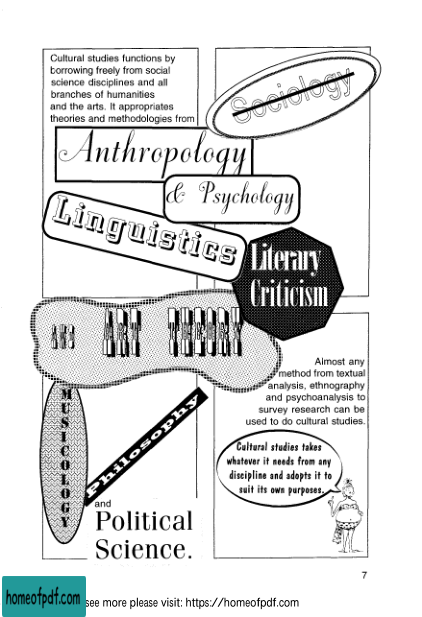 Cultural studies functions by
borrowing freely from social
science disciplines and all
branches of humanities
and the arts. It appropriates
theories and methodologies from
Sociology
Anthropology
& Psychology
Linguistics
Literary
Criticism
MUSICOLOGY
Philosophy
and
Political
Science.
Almost any
method from textual
analysis, ethnography
and psychoanalysis to
survey research can be
used to do cultural studies.
Cultural studies takes
whatever it needs from any
discipline and adopts it to
suit its own purposes.
7
homeofpdf.com
see more please visit: https://homeofpdf.com